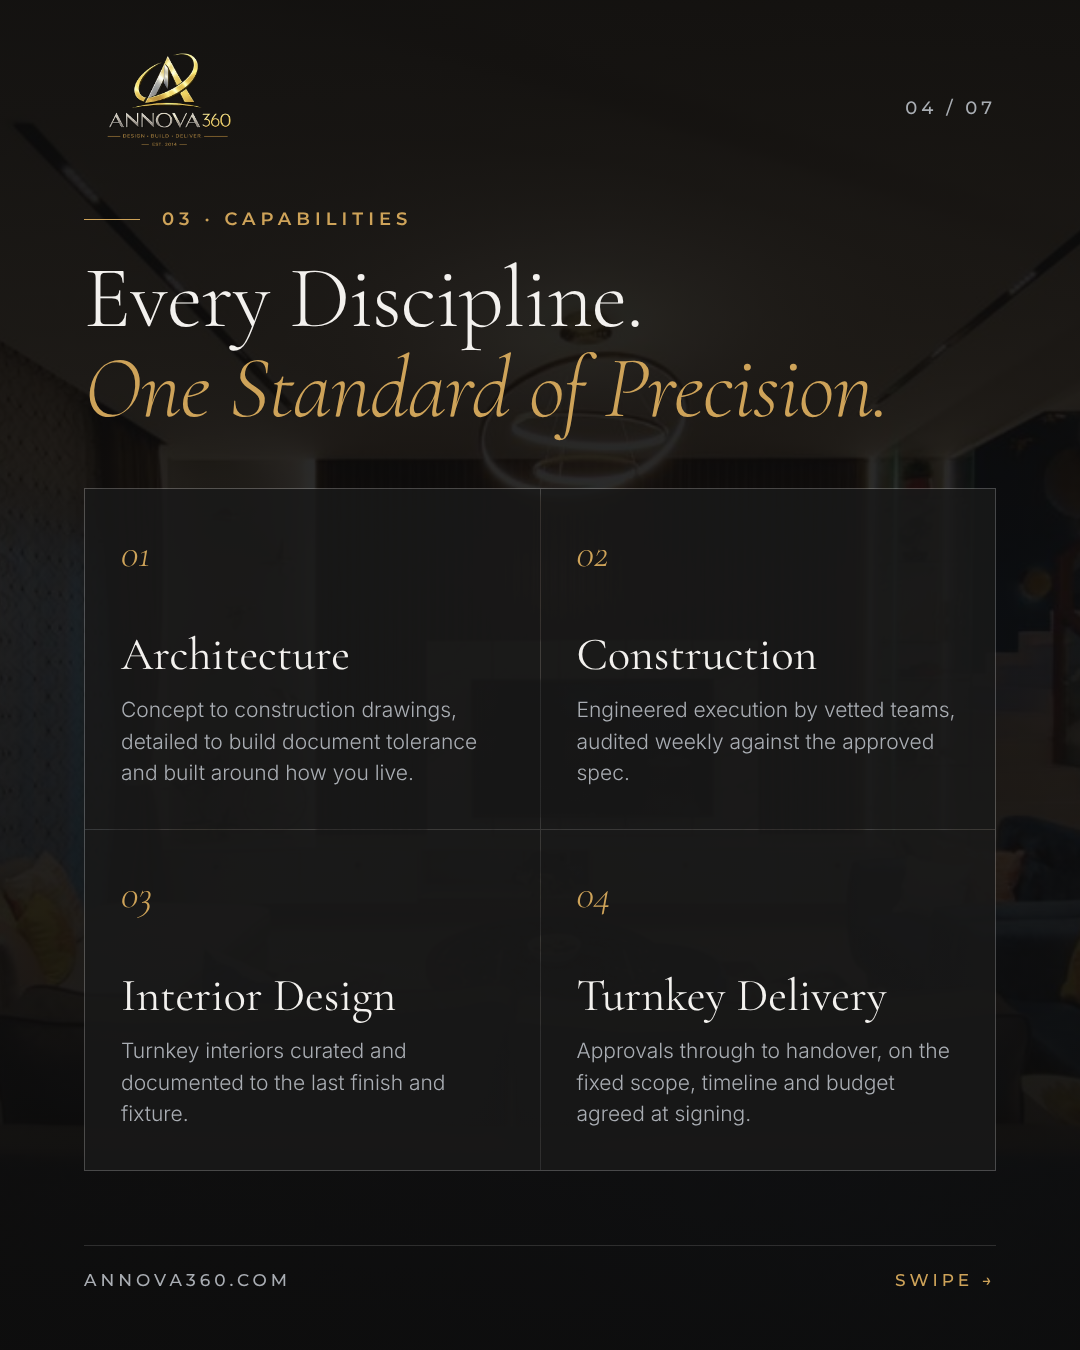 ANNOVA360
DESIGN • BUILD • DELIVER
EST. 2014
04 / 07
03 · CAPABILITIES
Every Discipline.
One Standard of Precision.
01
Architecture
Concept to construction drawings,
detailed to build document tolerance
and built around how you live.
02
Construction
Engineered execution by vetted teams,
audited weekly against the approved
spec.
03
Interior Design
Turnkey interiors curated and
documented to the last finish and
fixture.
04
Turnkey Delivery
Approvals through to handover, on the
fixed scope, timeline and budget
agreed at signing.
ANNOVA360.COM
SWIPE →